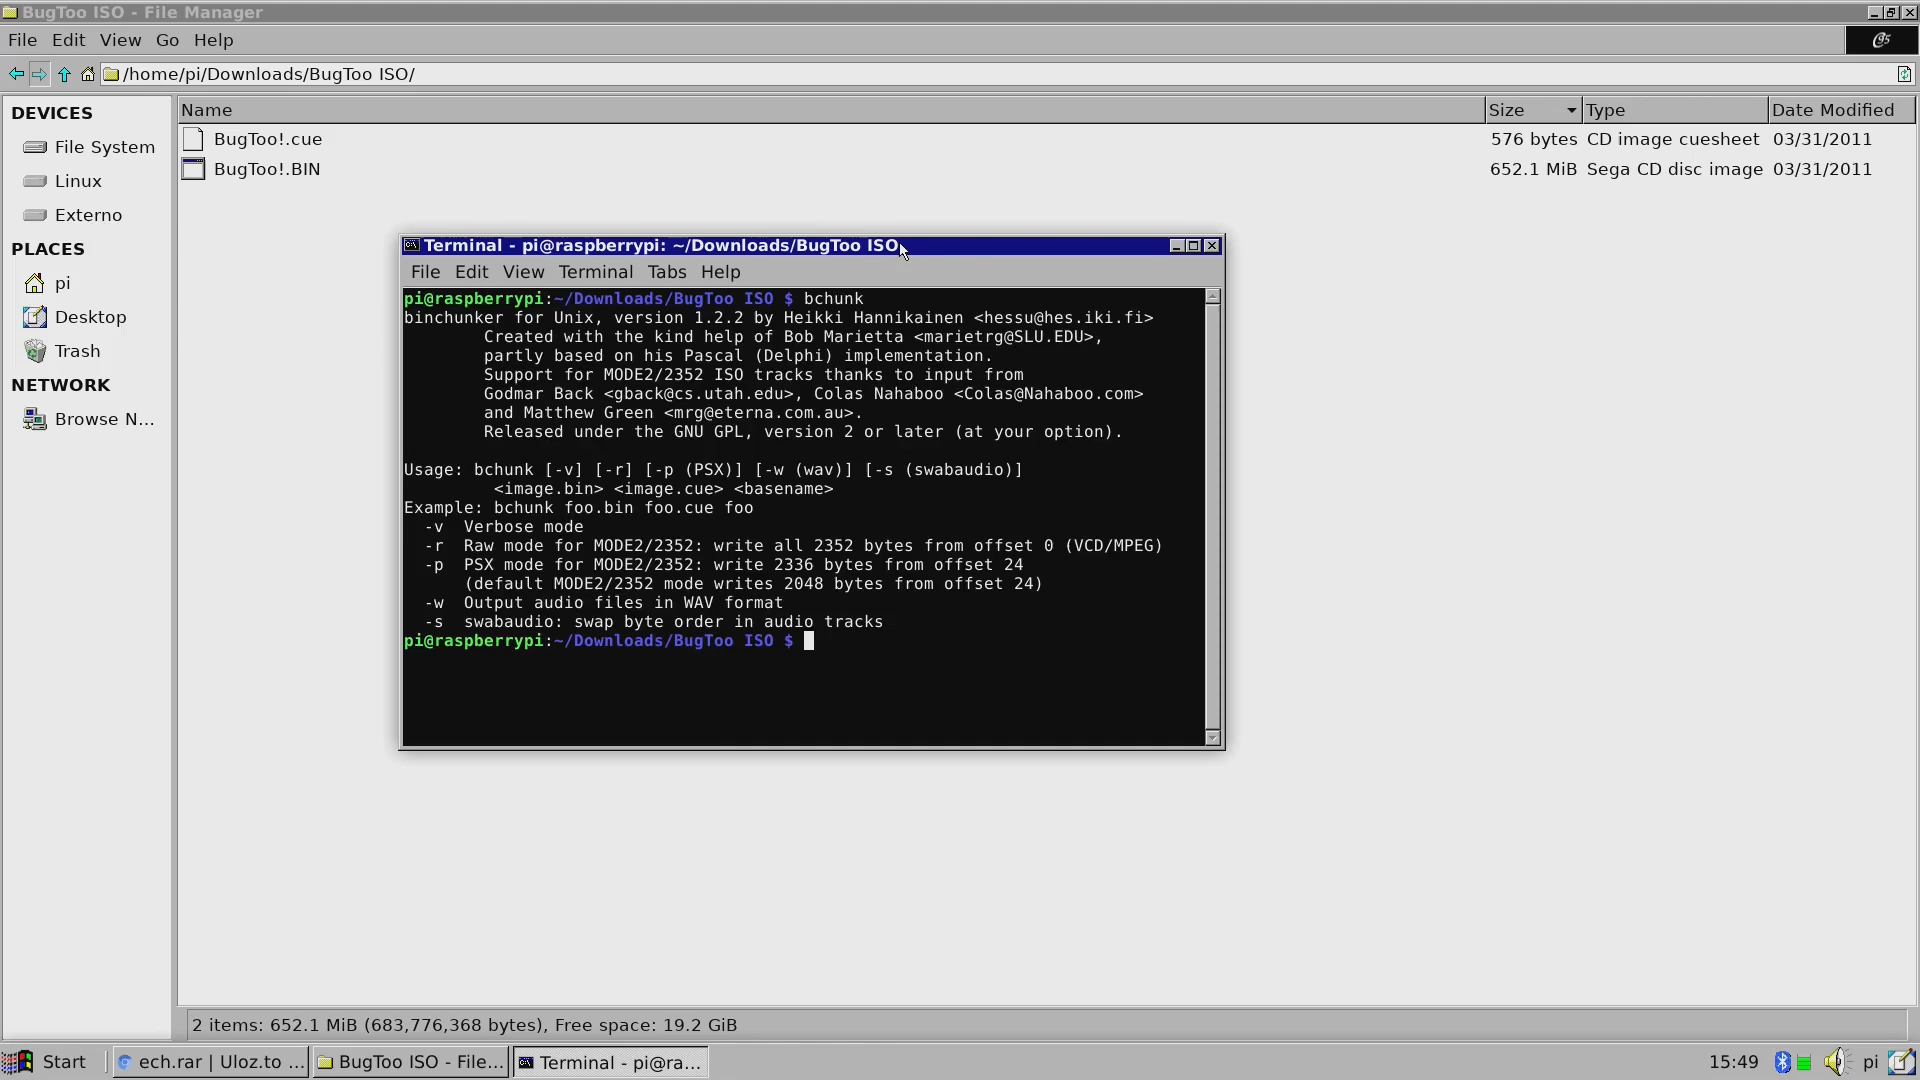 BugToo ISO - File Manager
File Edit View Go Help
/home/pi/Downloads/BugToo ISO/
DEVICES
File System
Linux
Externo
PLACES
pi
Desktop
Trash
NETWORK
Browse N...
Name Size Type Date Modified
BugToo!.cue 576 bytes CD image cuesheet 03/31/2011
BugToo!.BIN 652.1 MiB Sega CD disc image 03/31/2011
Terminal - pi@raspberrypi: ~/Downloads/BugToo ISO
File Edit View Terminal Tabs Help
pi@raspberrypi:~/Downloads/BugToo ISO $ bchunk
binchunker for Unix, version 1.2.2 by Heikki Hannikainen <hessu@hes.iki.fi>
Created with the kind help of Bob Marietta <marietrg@SLU.EDU>,
partly based on his Pascal (Delphi) implementation.
Support for MODE2/2352 ISO tracks thanks to input from
Godmar Back <gback@cs.utah.edu>, Colas Nahaboo <Colas@Nahaboo.com>
and Matthew Green <mrg@eterna.com.au>.
Released under the GNU GPL, version 2 or later (at your option).
Usage: bchunk [-v] [-r] [-p (PSX)] [-w (wav)] [-s (swabaudio)]
<image.bin> <image.cue> <basename>
Example: bchunk foo.bin foo.cue foo
-v Verbose mode
-r Raw mode for MODE2/2352: write all 2352 bytes from offset 0 (VCD/MPEG)
-p PSX mode for MODE2/2352: write 2336 bytes from offset 24
(default MODE2/2352 mode writes 2048 bytes from offset 24)
-w Output audio files in WAV format
-s swabaudio: swap byte order in audio tracks
pi@raspberrypi:~/Downloads/BugToo ISO $
2 items: 652.1 MiB (683,776,368 bytes), Free space: 19.2 GiB
Start ech.rar | Uloz.to ... BugToo ISO - File... Terminal - pi@ra... 15:49 pi